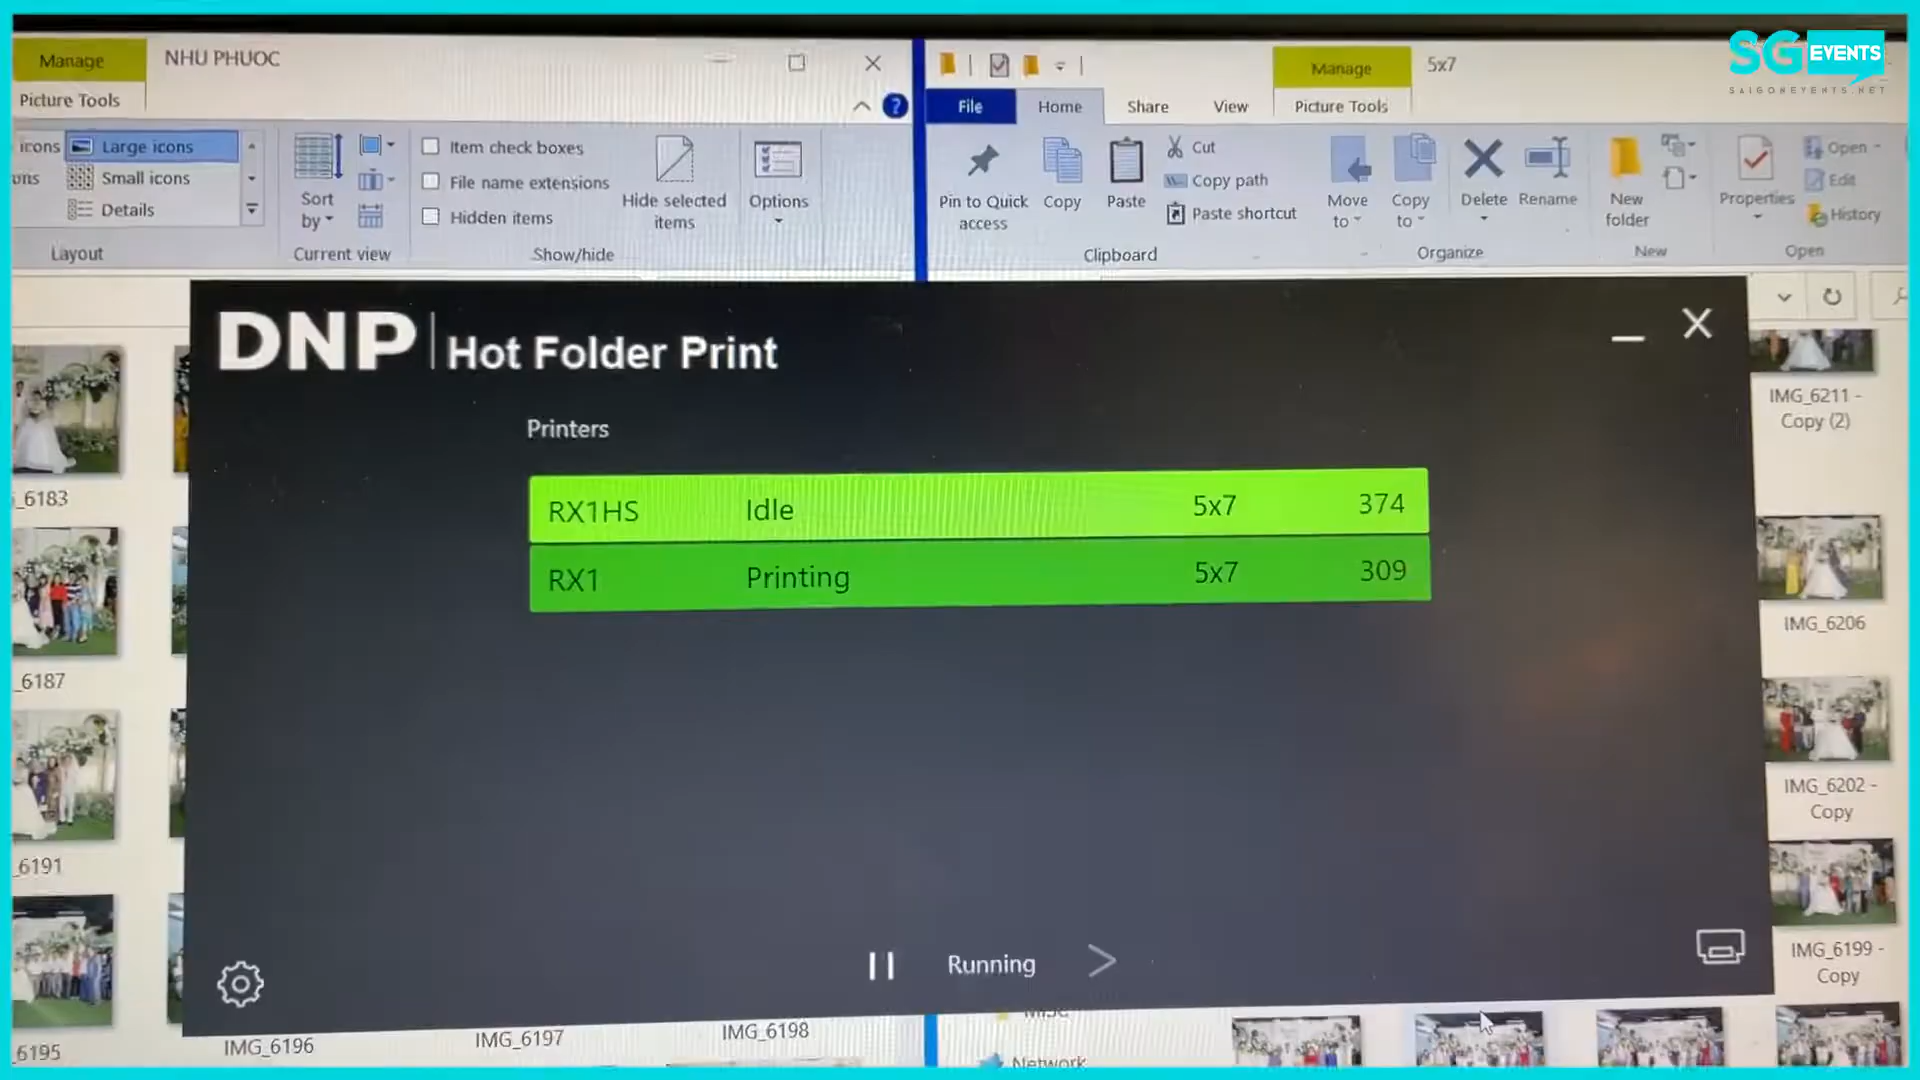 SG EVENTS
SAIGONEVENTS.NET
Manage
NHU PHUOC
Picture Tools
icons
Large icons
Small icons
Details
Layout
Sort
by
Current view
Item check boxes
File name extensions
Hidden items
Show/hide
Hide selected
items
Options
Manage
5x7
File
Home
Share
View
Picture Tools
Pin to Quick
access
Copy
Paste
Cut
Copy path
Paste shortcut
Clipboard
Move
to
Copy
to
Delete
Rename
Organize
New
folder
New
Properties
Open
Edit
History
Open
DNP
Hot Folder Print
Printers
RX1HS Idle 5x7 374
RX1 Printing 5x7 309
Running
_6183
_6187
_6191
_6195
IMG_6196
IMG_6197
IMG_6198
IMG_6211 -
Copy (2)
IMG_6206
IMG_6202 -
Copy
IMG_6199 -
Copy
Network